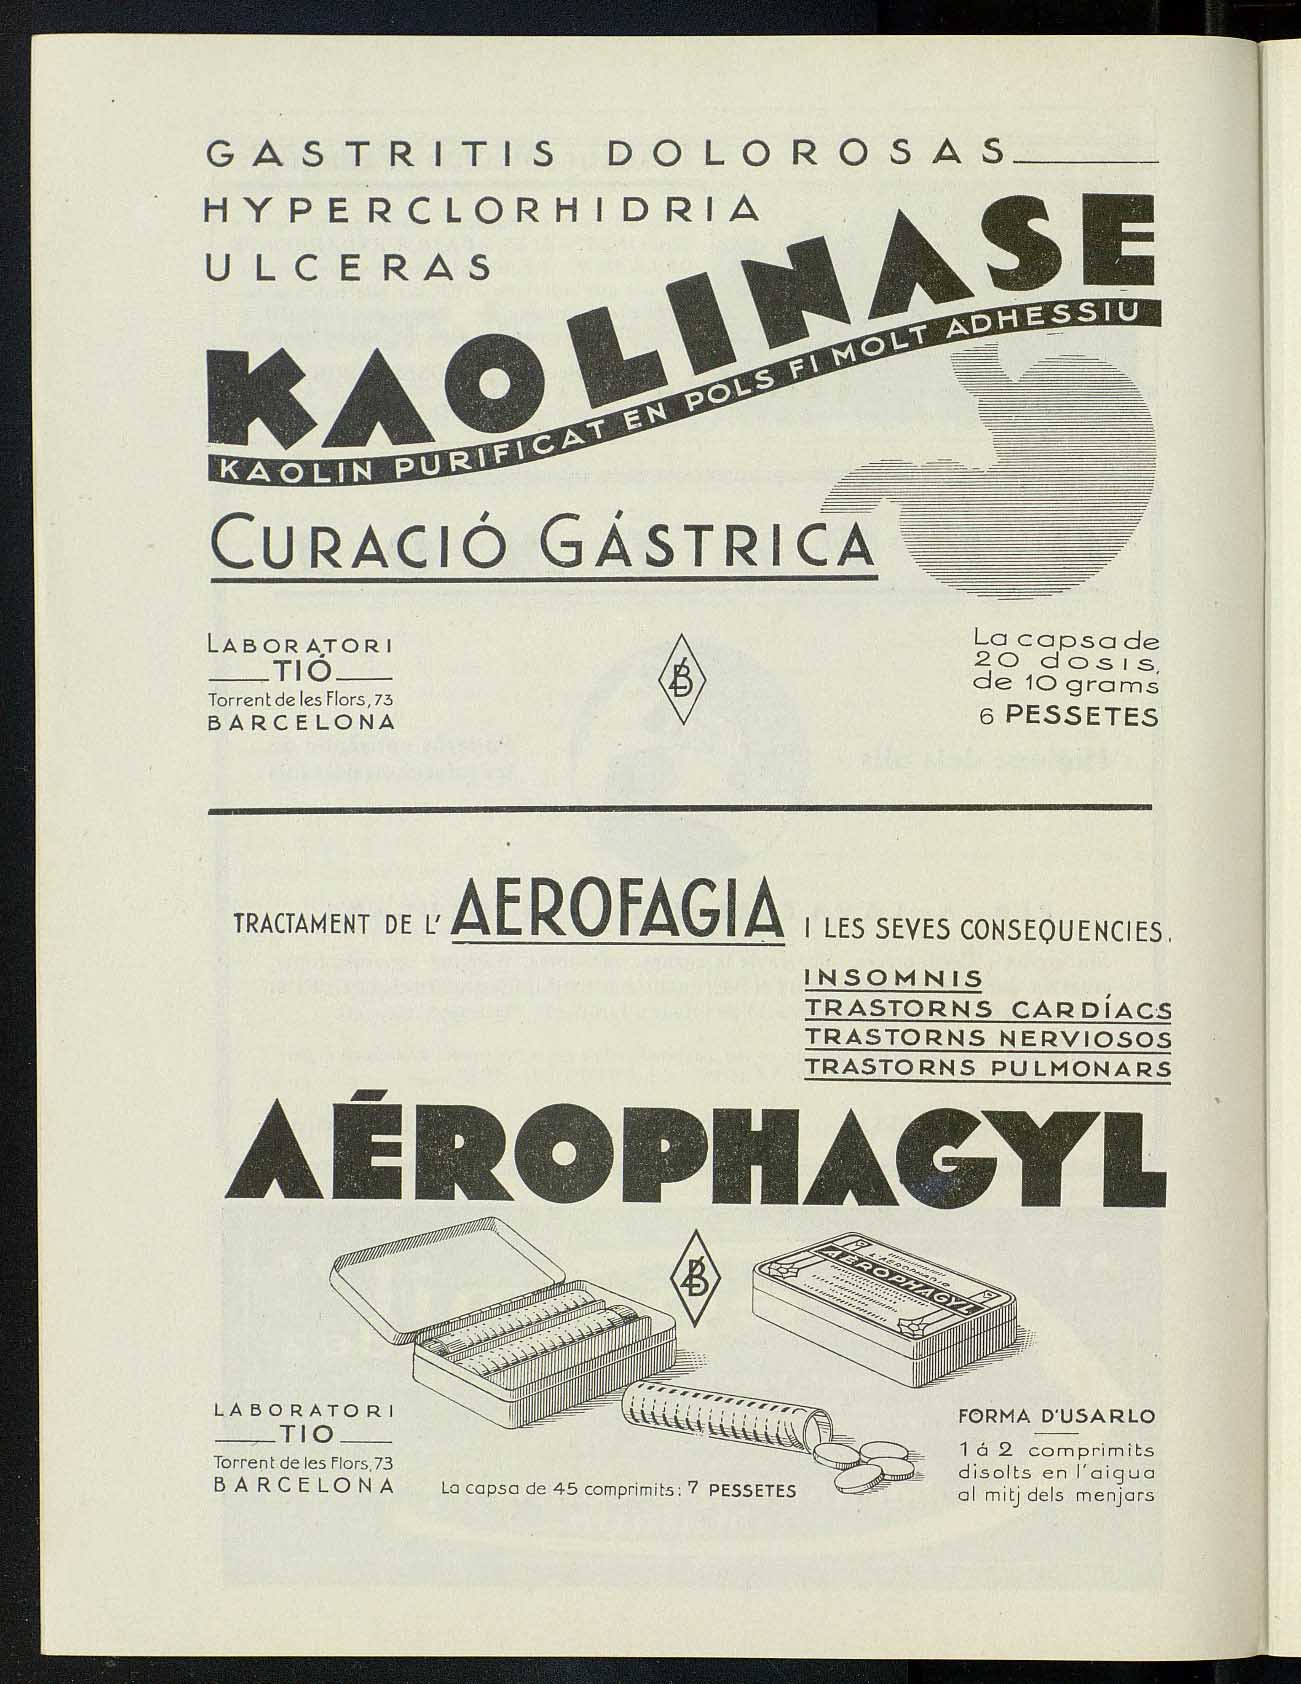 GASTRITIS DOLOROSAS
HYPERCLORHIDRIA
ULCERAS
KAOLINASE
KAOLIN PURIFICAT EN POLS FI MOLT ADHESSIU
CURACIÓ GÁSTRICA
LABORATORI
TIÓ
Torrent de les Flors, 73
BARCELONA
La capsa de
20 dosis,
de 10 grams
6 PESSETES
TRACTAMENT DE L' AEROFAGIA I LES SEVES CONSEQUENCIES.
INSOMNIS
TRASTORNS CARDÍACS
TRASTORNS NERVIOSOS
TRASTORNS PULMONARS
AÉROPHAGYL
L'AEROPHAGIE
AÉROPHAGYL
LABORATORI
TIO
Torrent de les Flors, 73
BARCELONA
La capsa de 45 comprimits: 7 PESSETES
FORMA D'USARLO
1 á 2 comprimits
disolts en l'aigua
al mitj dels menjars